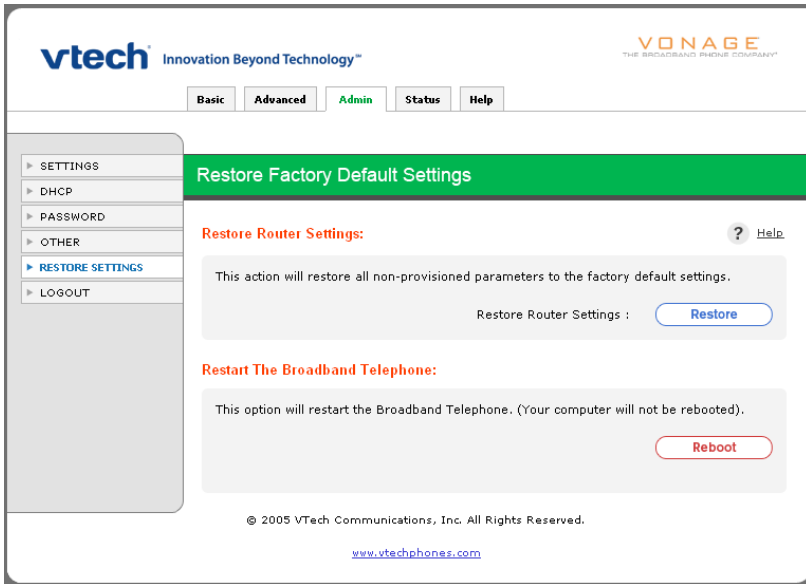 vtech Innovation Beyond Technology℠
VONAGE
THE BROADBAND PHONE COMPANY℠
Basic Advanced Admin Status Help
SETTINGS
DHCP
PASSWORD
OTHER
RESTORE SETTINGS
LOGOUT
Restore Factory Default Settings
Restore Router Settings:
? Help
This action will restore all non-provisioned parameters to the factory default settings.
Restore Router Settings : Restore
Restart The Broadband Telephone:
This option will restart the Broadband Telephone. (Your computer will not be rebooted).
Reboot
© 2005 VTech Communications, Inc. All Rights Reserved.
www.vtechphones.com